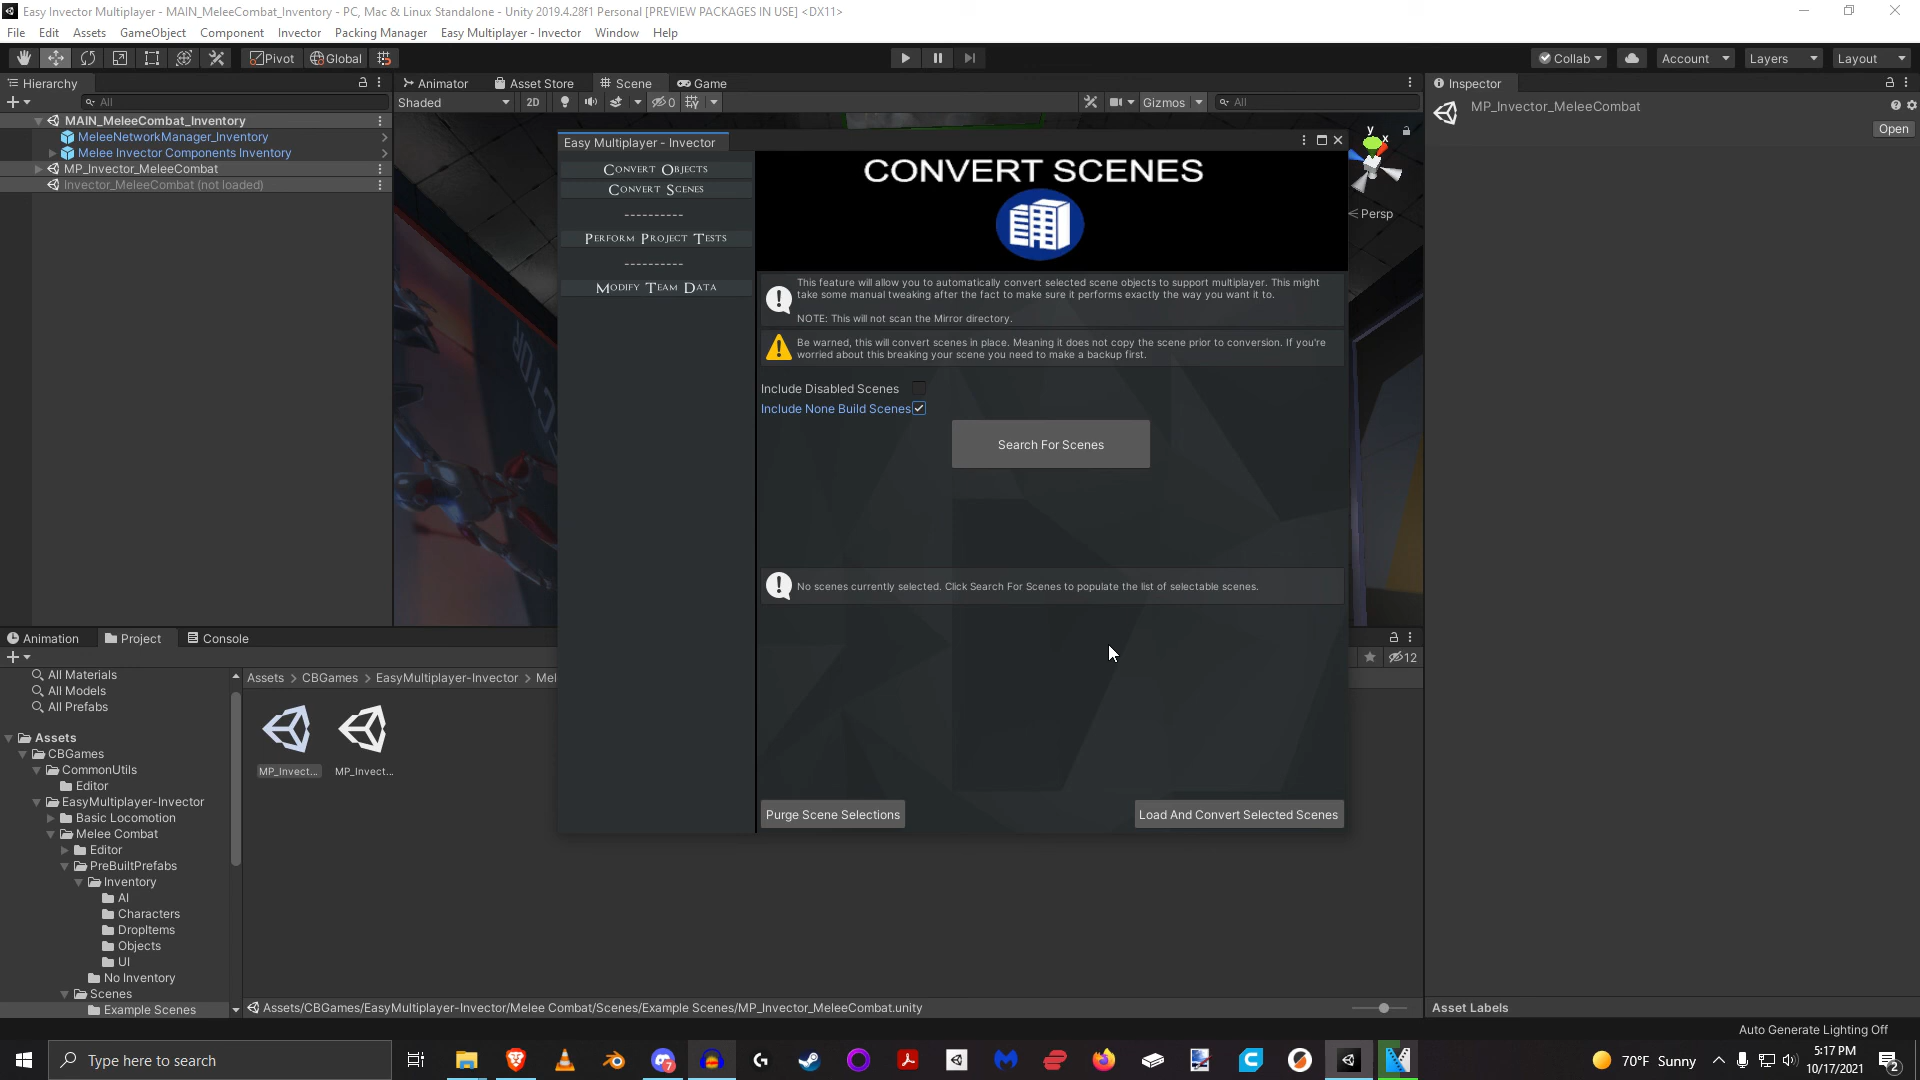 Easy Invector Multiplayer - MAIN_MeleeCombat_Inventory - PC, Mac & Linux Standalone - Unity 2019.4.28f1 Personal [PREVIEW PACKAGES IN USE] <DX11>
File Edit Assets GameObject Component Invector Packing Manager Easy Multiplayer - Invector Window Help
Pivot Global Collab Account Layers Layout
Hierarchy
Animator Asset Store Scene Game
Inspector
All
Shaded 2D 0 Gizmos All
MP_Invector_MeleeCombat
Open
MAIN_MeleeCombat_Inventory
MeleeNetworkManager_Inventory
Melee Invector Components Inventory
MP_Invector_MeleeCombat
Invector_MeleeCombat (not loaded)
y x
Persp
Easy Multiplayer - Invector
Convert Objects
Convert Scenes
----------
Perform Project Tests
----------
Modify Team Data
CONVERT SCENES
This feature will allow you to automatically convert selected scene objects to support multiplayer. This might
take some manual tweaking after the fact to make sure it performs exactly the way you want it to.
NOTE: This will not scan the Mirror directory.
Be warned, this will convert scenes in place. Meaning it does not copy the scene prior to conversion. If you're
worried about this breaking your scene you need to make a backup first.
Include Disabled Scenes
Include None Build Scenes
Search For Scenes
No scenes currently selected. Click Search For Scenes to populate the list of selectable scenes.
Purge Scene Selections
Load And Convert Selected Scenes
Animation Project Console
12
All Materials
All Models
All Prefabs
Assets
CBGames
CommonUtils
Editor
EasyMultiplayer-Invector
Basic Locomotion
Melee Combat
Editor
PreBuiltPrefabs
Inventory
AI
Characters
DropItems
Objects
UI
No Inventory
Scenes
Example Scenes
Assets > CBGames > EasyMultiplayer-Invector > Mel
MP_Invect... MP_Invect...
Assets/CBGames/EasyMultiplayer-Invector/Melee Combat/Scenes/Example Scenes/MP_Invector_MeleeCombat.unity
Asset Labels
Auto Generate Lighting Off
Type here to search
7
70°F Sunny
5:17 PM
10/17/2021
2